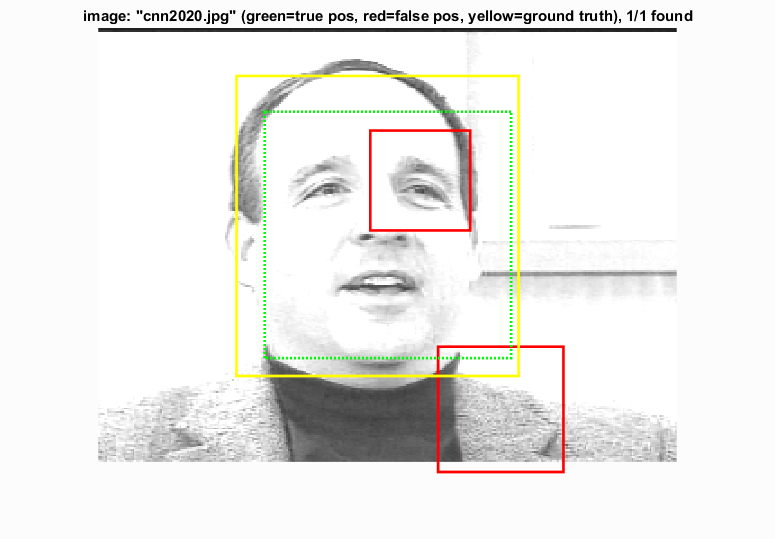 image: "cnn2020.jpg" (green=true pos, red=false pos, yellow=ground truth), 1/1 found